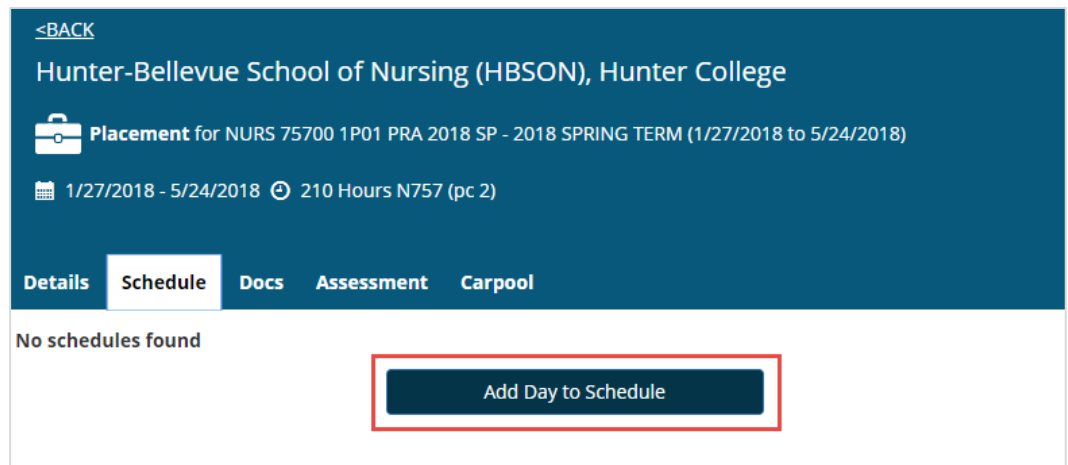 <BACK
Hunter-Bellevue School of Nursing (HBSON), Hunter College
Placement for NURS 75700 1P01 PRA 2018 SP - 2018 SPRING TERM (1/27/2018 to 5/24/2018)
1/27/2018 - 5/24/2018 210 Hours N757 (pc 2)
Details Schedule Docs Assessment Carpool
No schedules found
Add Day to Schedule